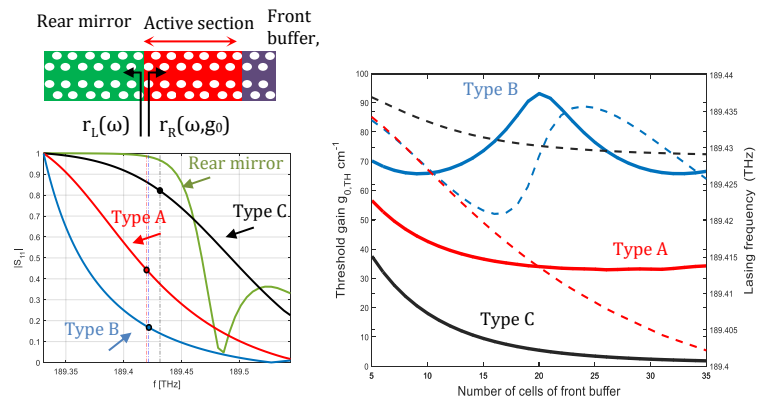 Rear mirror
Active section
Front
buffer,
r_L(ω)
r_R(ω,g₀)
1
0.9
0.8
0.7
0.6
0.5
0.4
0.3
0.2
0.1
0
|S₁₁|
Rear mirror
Type A
Type C
Type B
189.35
189.4
189.45
189.5
f [THz]
100
90
80
70
60
50
40
30
20
10
0
Threshold gain g₀,TH cm⁻¹
Type B
Type A
Type C
189.44
189.435
189.43
189.425
189.42
189.415
189.41
189.405
189.4
Lasing frequency (THz)
5
10
15
20
25
30
35
Number of cells of front buffer